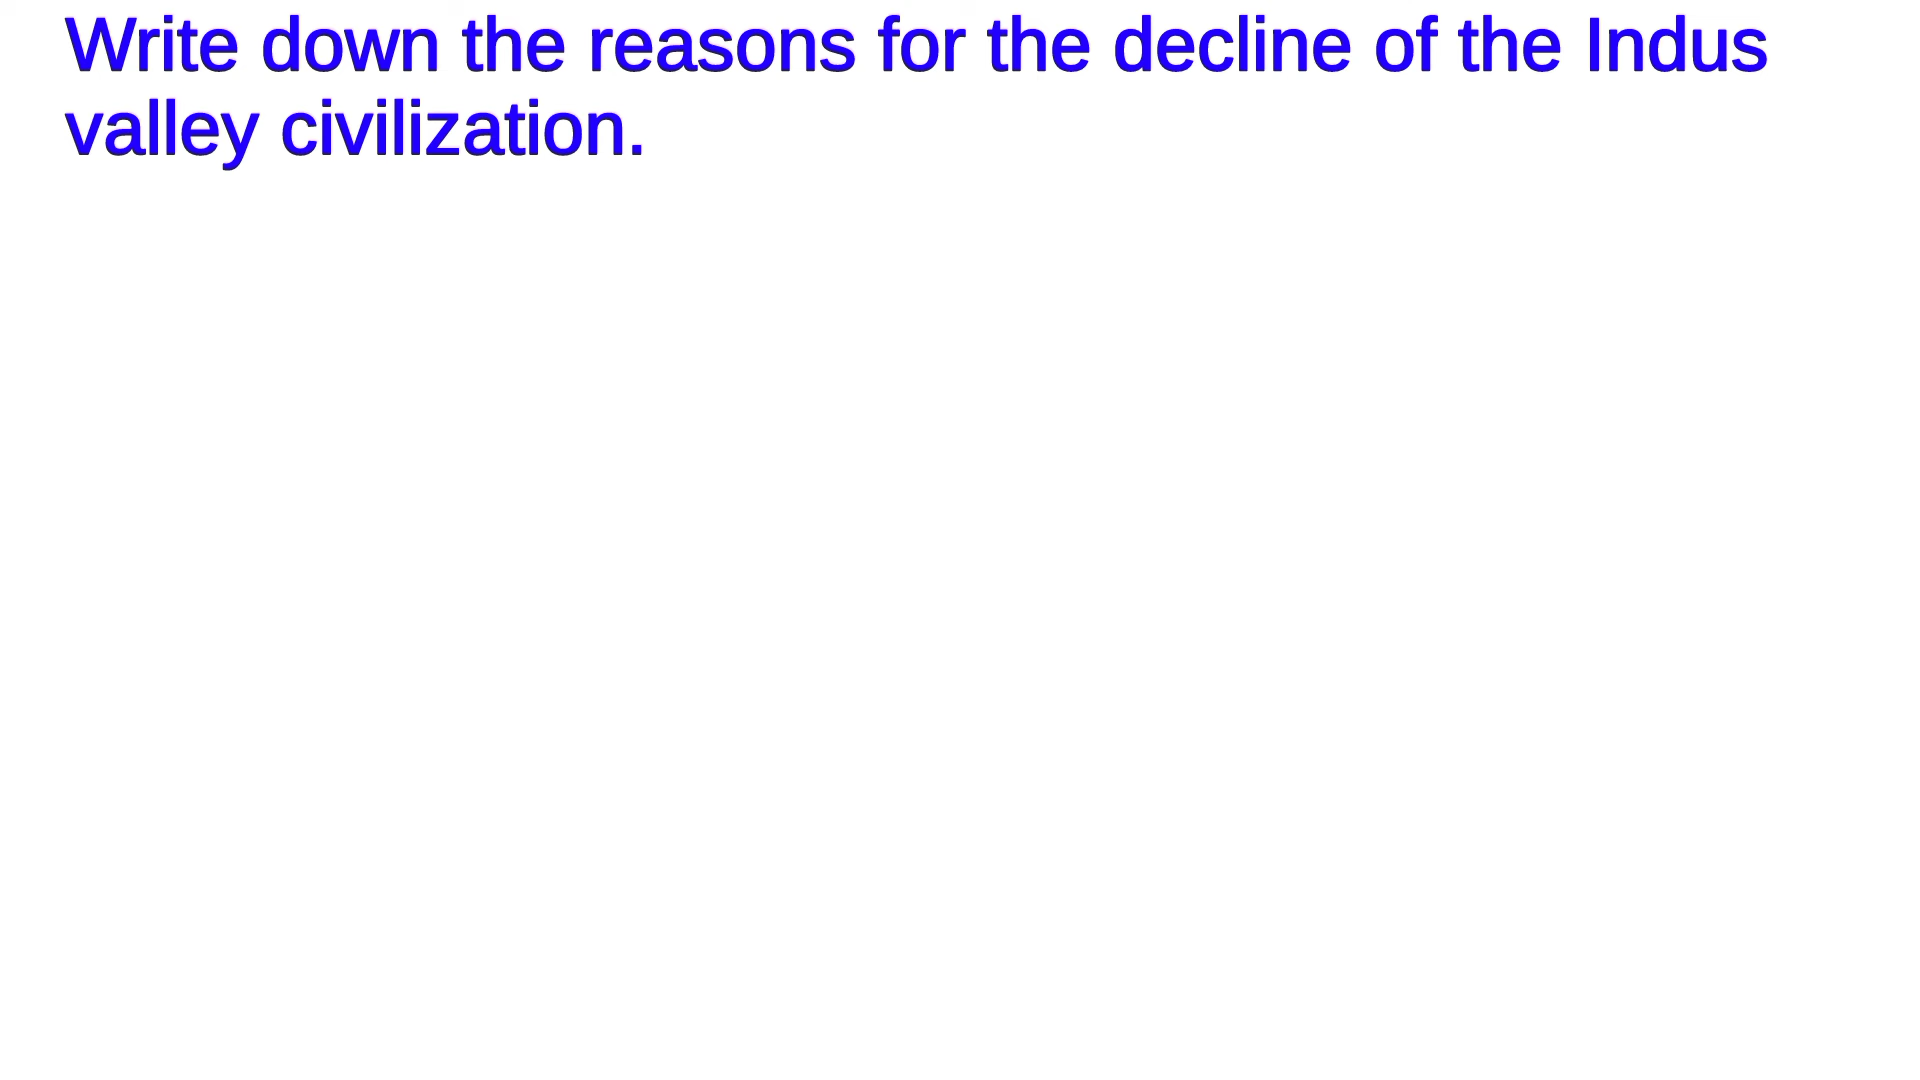 Write down the reasons for the decline of the Indus
valley civilization.